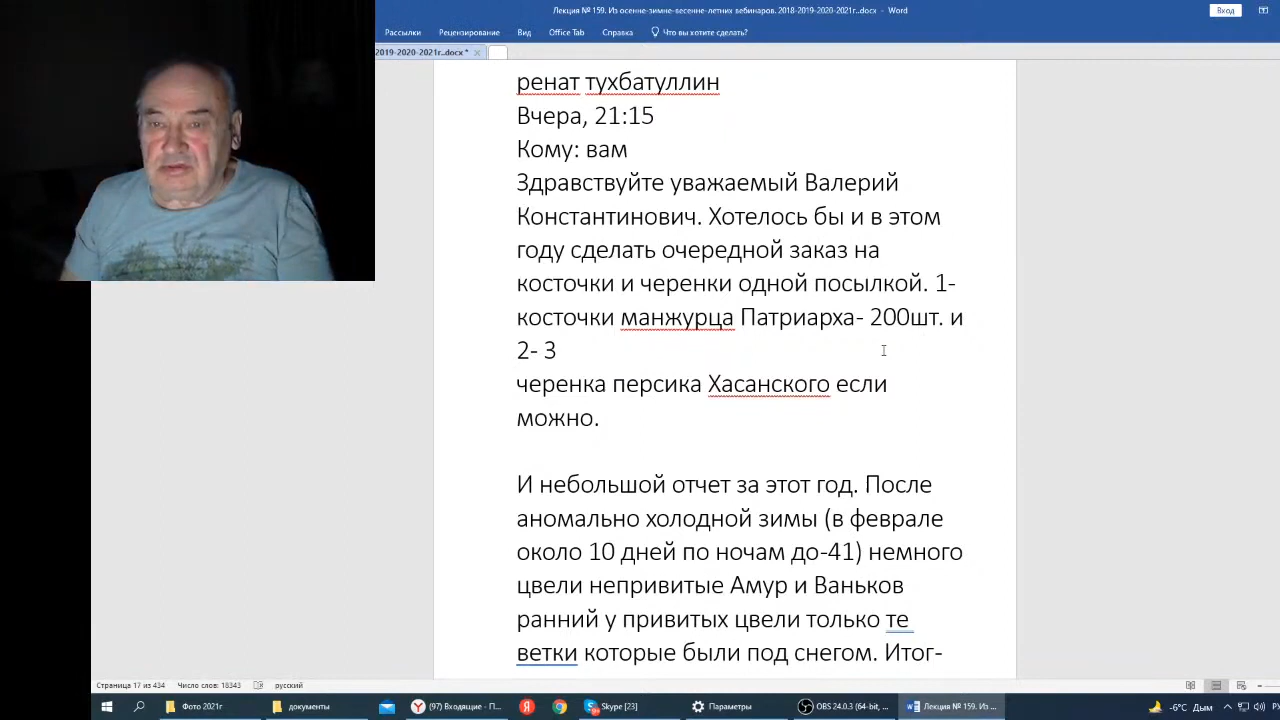 Лекция № 159. Из осенне-зимне-весенне-летних вебинаров. 2018-2019-2020-2021г..docx - Word
Вход
Рассылки Рецензирование Вид Office Tab Справка Что вы хотите сделать?
2019-2020-2021г..docx *
ренат тухбатуллин
Вчера, 21:15
Кому: вам
Здравствуйте уважаемый Валерий
Константинович. Хотелось бы и в этом
году сделать очередной заказ на
косточки и черенки одной посылкой. 1-
косточки манжурца Патриарха- 200шт. и
2- 3
черенка персика Хасанского если
можно.
И небольшой отчет за этот год. После
аномально холодной зимы (в феврале
около 10 дней по ночам до-41) немного
цвели непривитые Амур и Ваньков
ранний у привитых цвели только те
ветки которые были под снегом. Итог-
Страница 17 из 434 Число слов: 18343 русский
Фото 2021г документы (97) Входящие - П... Skype [23] Параметры OBS 24.0.3 (64-bit, ... Лекция № 159. Из ... -6°C Дым